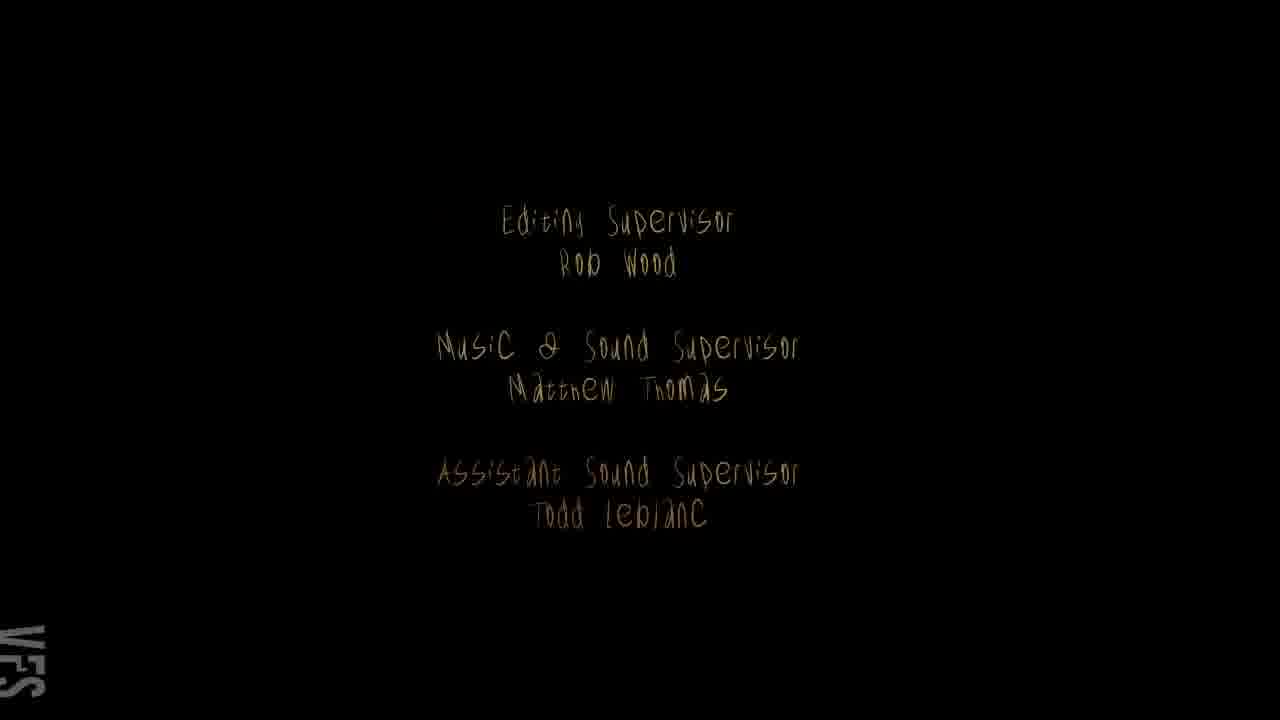 Editing Supervisor
Rob Wood
Music & Sound Supervisor
Matthew Thomas
Assistant Sound Supervisor
Todd Leblanc
VFS